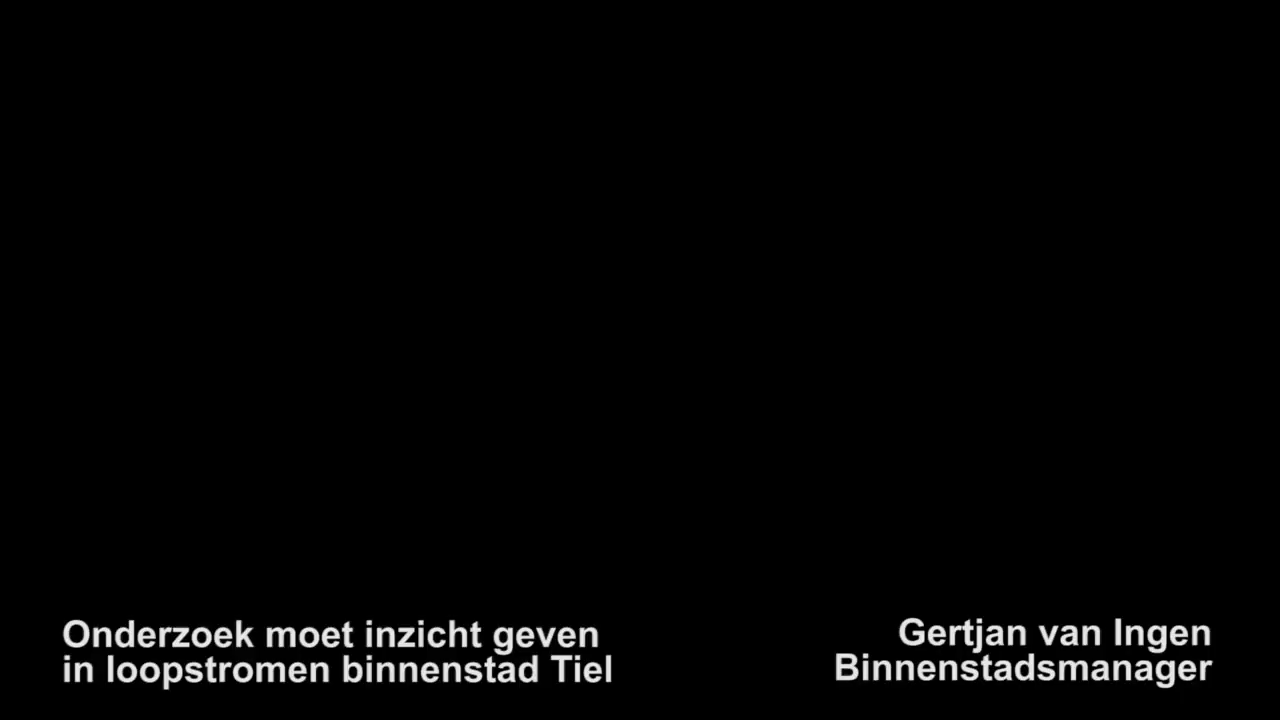 Onderzoek moet inzicht geven
in loopstromen binnenstad Tiel
Gertjan van Ingen
Binnenstadsmanager